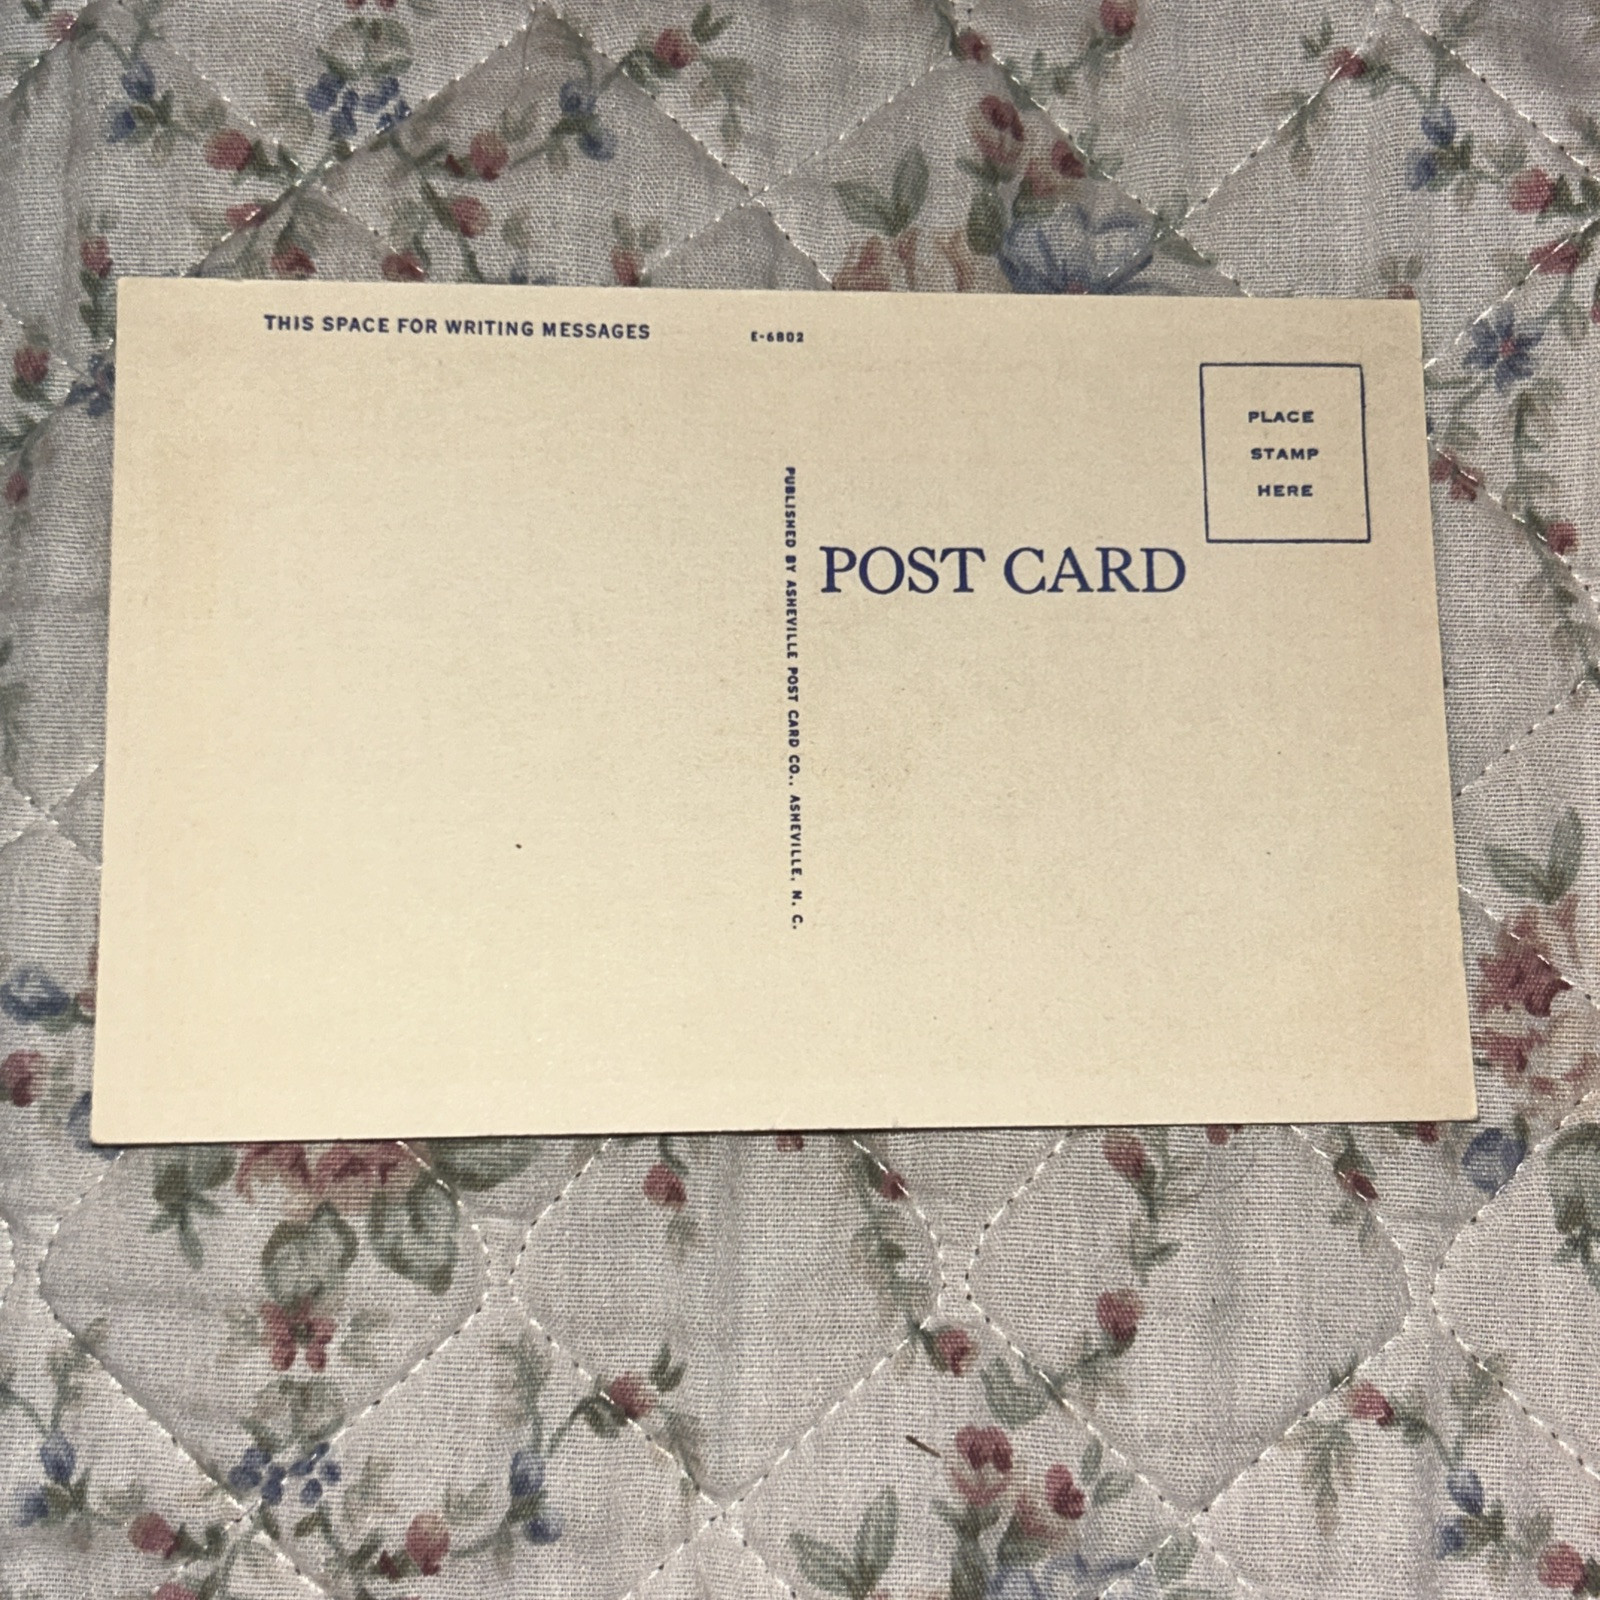 THIS SPACE FOR WRITING MESSAGES
E-6802
PLACE
STAMP
HERE
POST CARD
PUBLISHED BY ASHEVILLE POST CARD CO., ASHEVILLE, N. C.